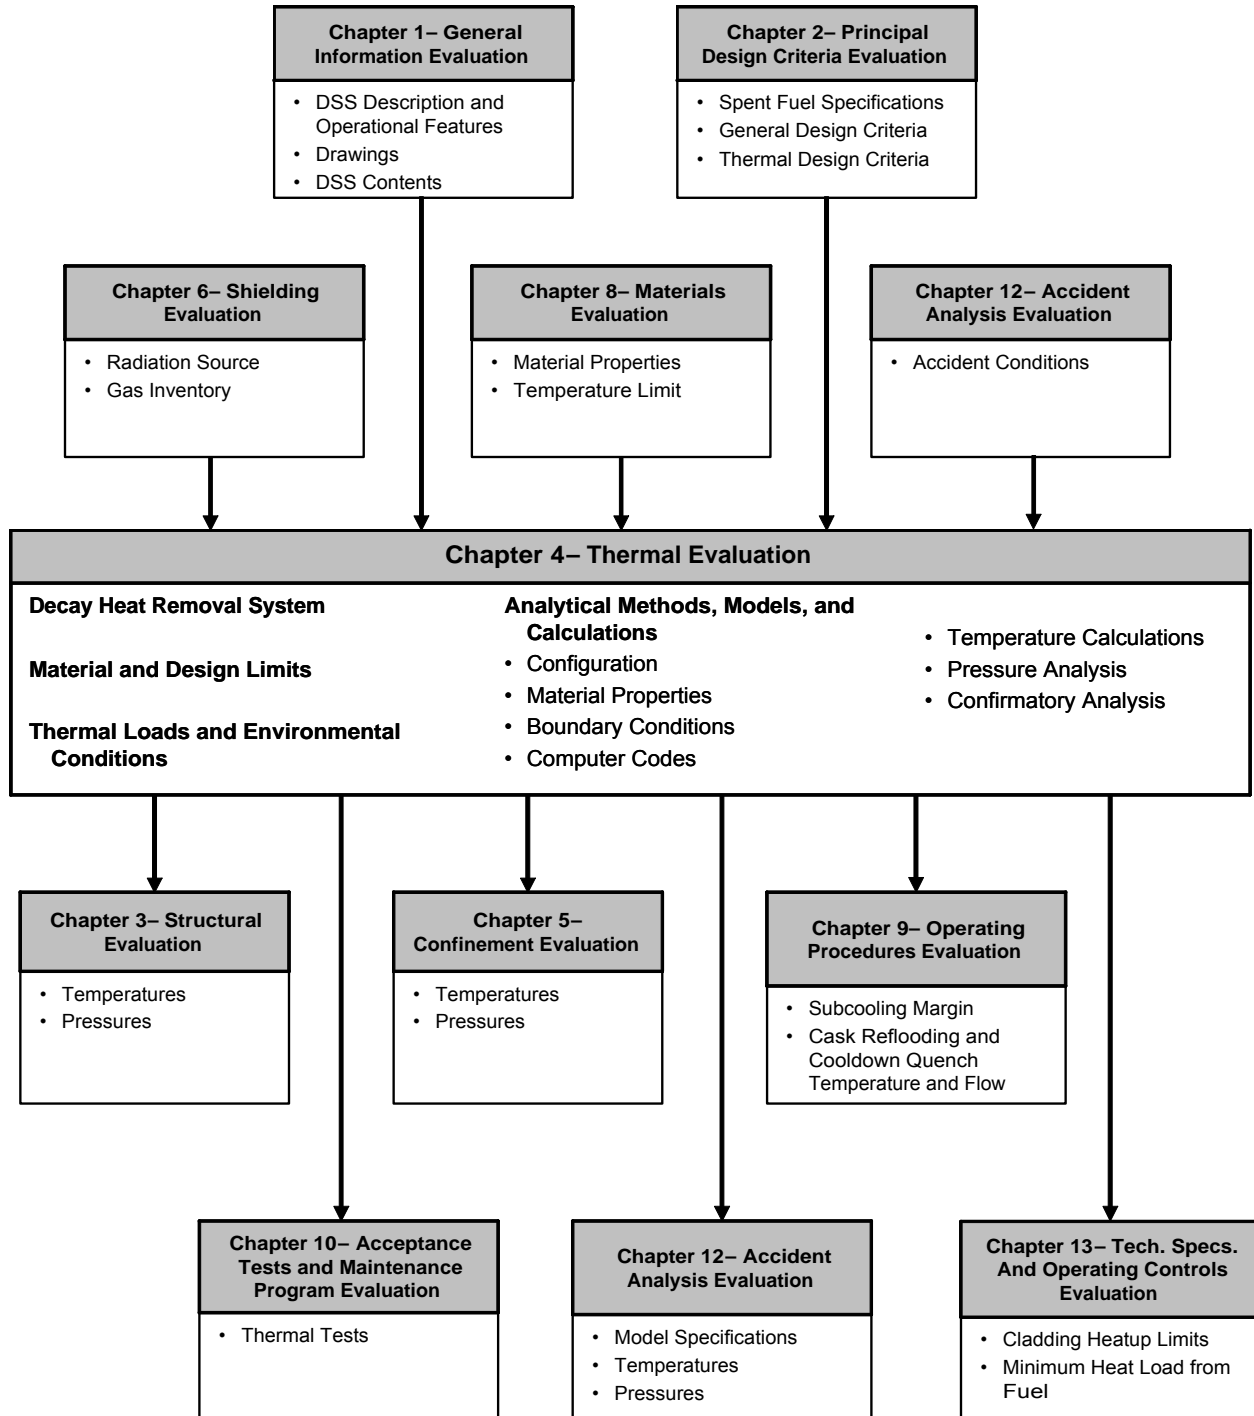 Chapter 1– General
Information Evaluation
• DSS Description and
Operational Features
• Drawings
• DSS Contents
Chapter 2– Principal
Design Criteria Evaluation
• Spent Fuel Specifications
• General Design Criteria
• Thermal Design Criteria
Chapter 6– Shielding
Evaluation
• Radiation Source
• Gas Inventory
Chapter 8– Materials
Evaluation
• Material Properties
• Temperature Limit
Chapter 12– Accident
Analysis Evaluation
• Accident Conditions
Chapter 4– Thermal Evaluation
Decay Heat Removal System
Material and Design Limits
Thermal Loads and Environmental
Conditions
Analytical Methods, Models, and
Calculations
• Configuration
• Material Properties
• Boundary Conditions
• Computer Codes
• Temperature Calculations
• Pressure Analysis
• Confirmatory Analysis
Chapter 3– Structural
Evaluation
• Temperatures
• Pressures
Chapter 5–
Confinement Evaluation
• Temperatures
• Pressures
Chapter 9– Operating
Procedures Evaluation
• Subcooling Margin
• Cask Reflooding and
Cooldown Quench
Temperature and Flow
Chapter 10– Acceptance
Tests and Maintenance
Program Evaluation
• Thermal Tests
Chapter 12– Accident
Analysis Evaluation
• Model Specifications
• Temperatures
• Pressures
Chapter 13– Tech. Specs.
And Operating Controls
Evaluation
• Cladding Heatup Limits
• Minimum Heat Load from
Fuel